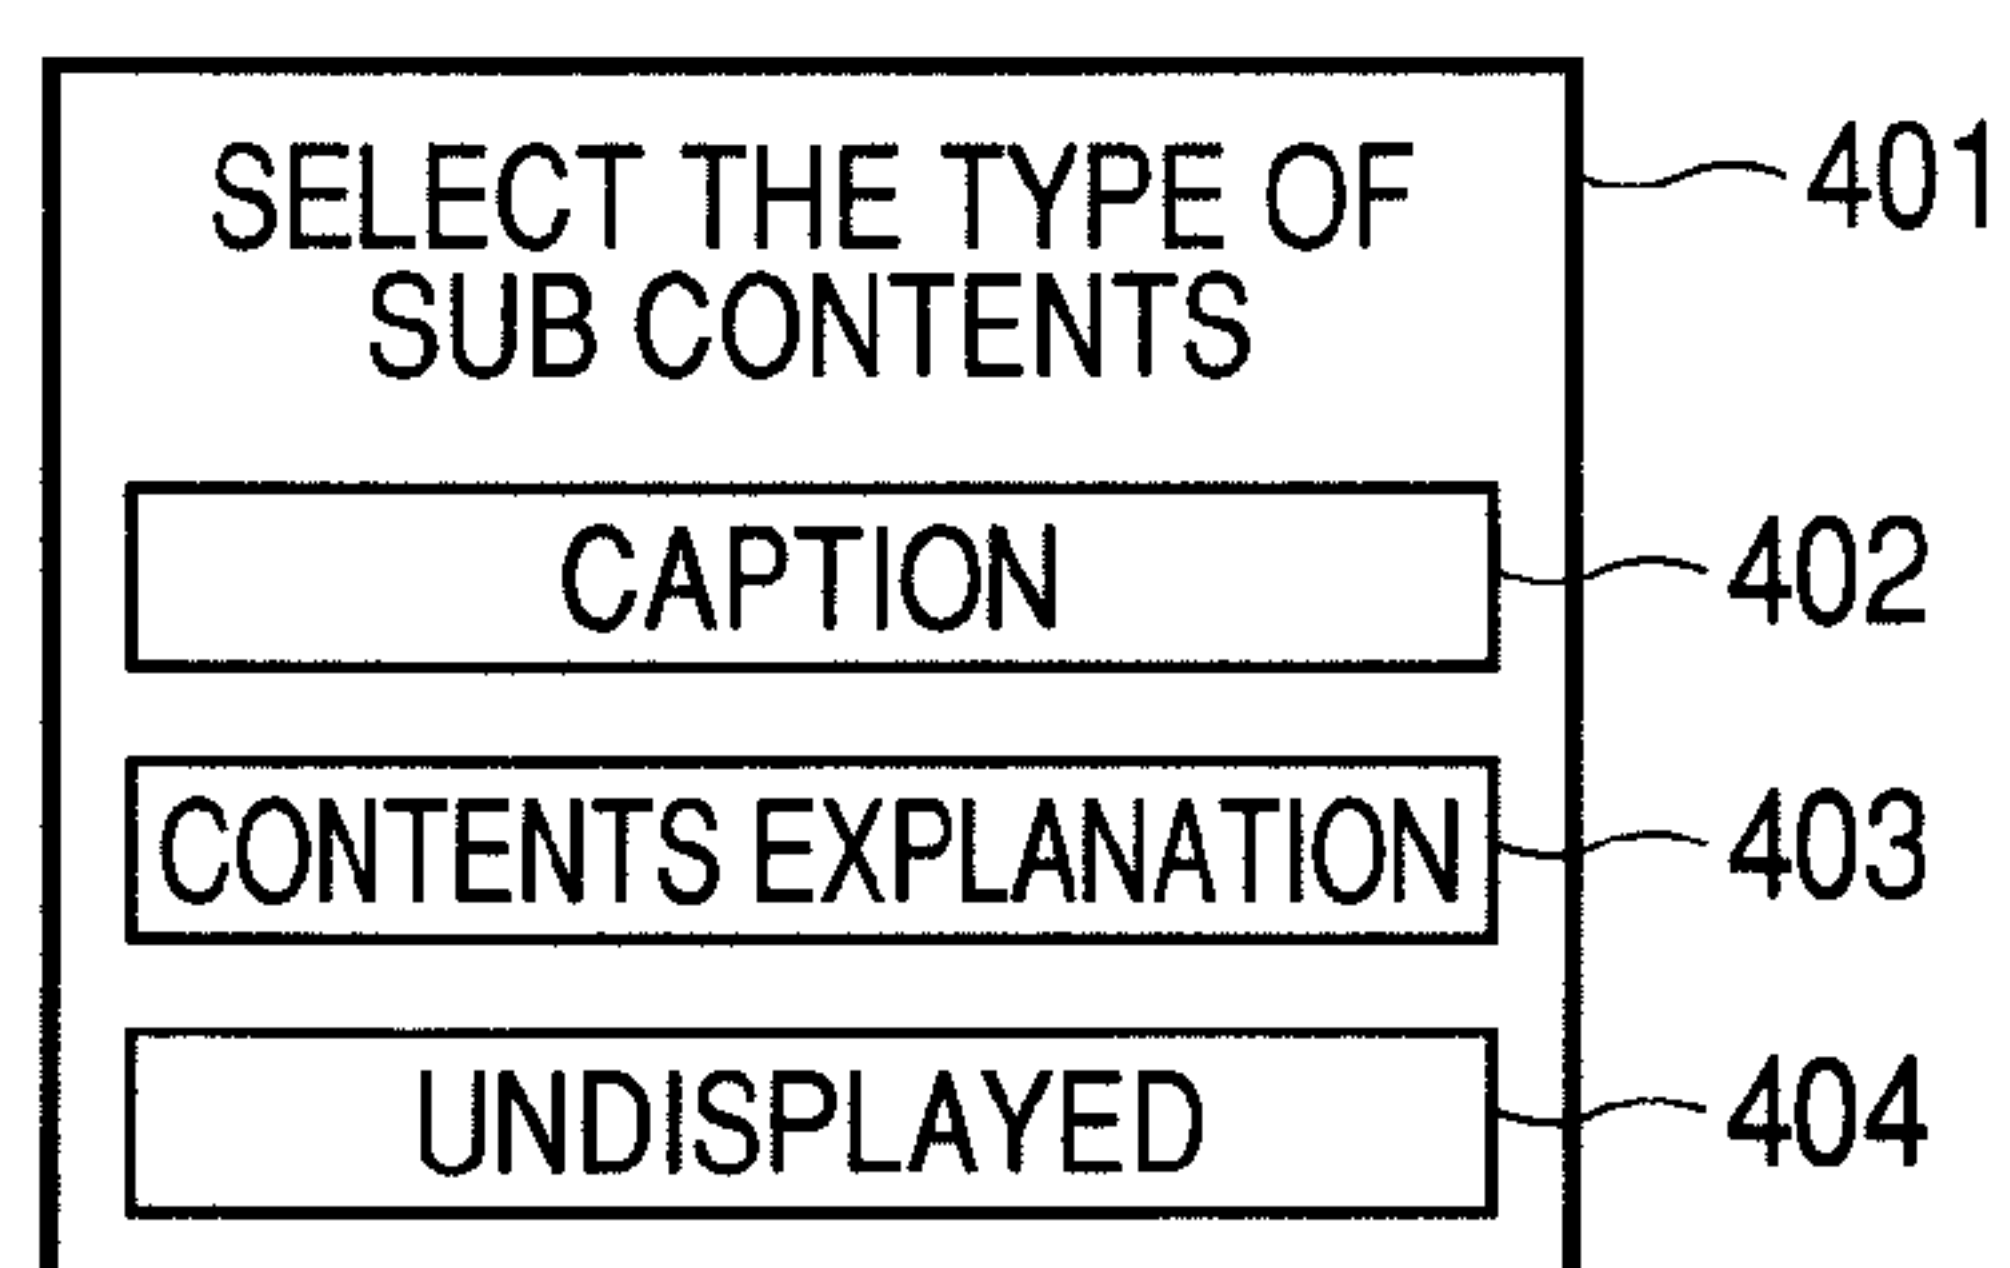 SELECT THE TYPE OF 401
SUB CONTENTS
CAPTION 402
CONTENTS EXPLANATION 403
UNDISPLAYED 404